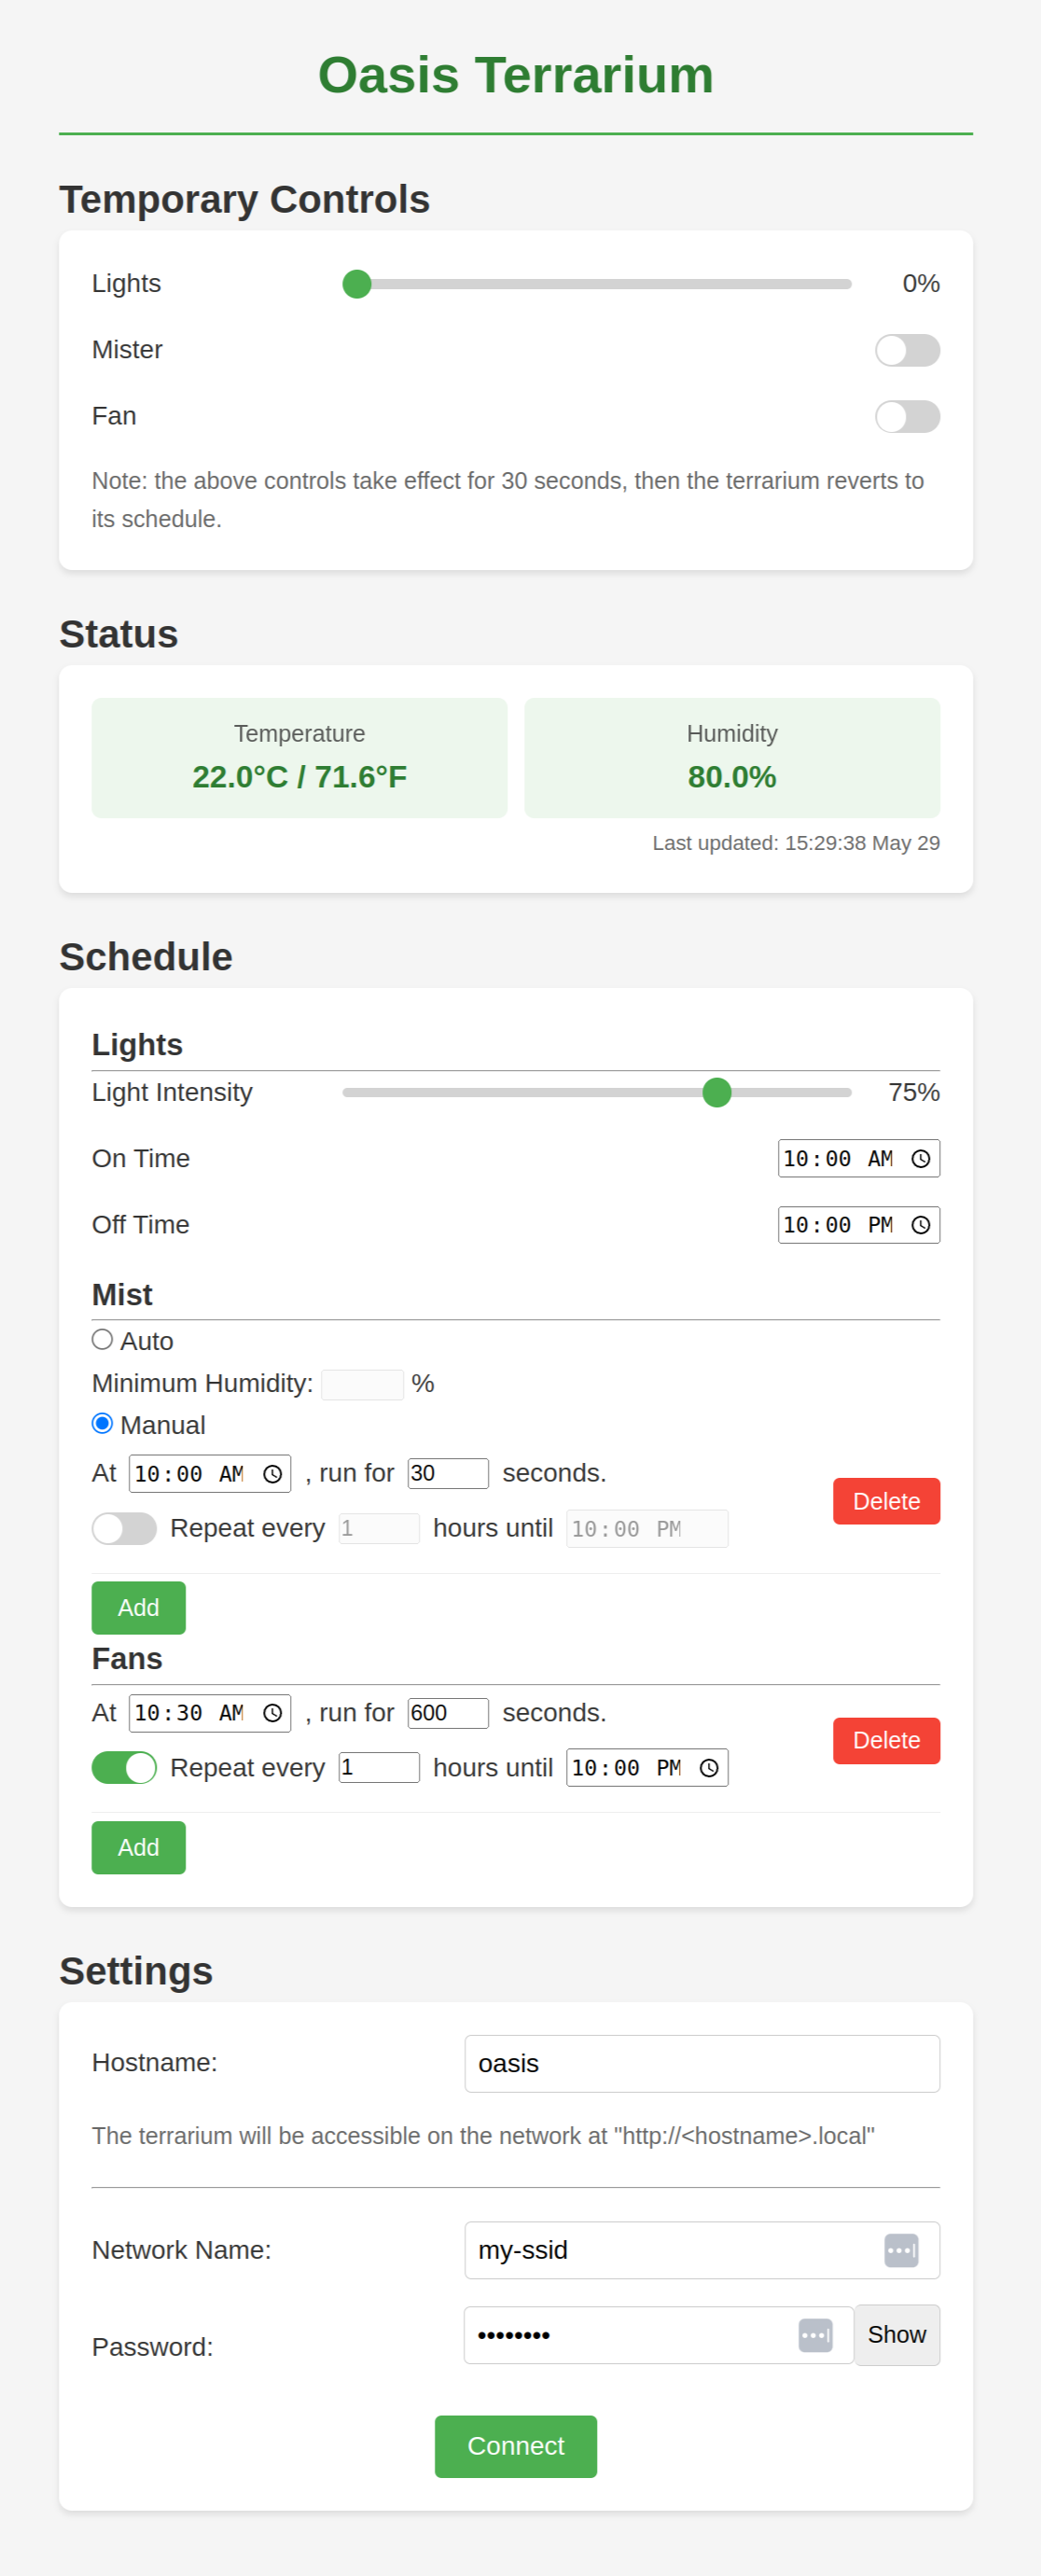 Oasis Terrarium
Temporary Controls
Lights 0%
Mister
Fan
Note: the above controls take effect for 30 seconds, then the terrarium reverts to
its schedule.
Status
Temperature Humidity
22.0°C / 71.6°F 80.0%
Last updated: 15:29:38 May 29
Schedule
Lights
Light Intensity 75%
On Time 10:00 AM
Off Time 10:00 PM
Mist
Auto
Minimum Humidity: %
Manual
At 10:00 AM , run for 30 seconds.
Delete
Repeat every 1 hours until 10:00 PM
Add
Fans
At 10:30 AM , run for 600 seconds.
Delete
Repeat every 1 hours until 10:00 PM
Add
Settings
Hostname: oasis
The terrarium will be accessible on the network at "http://<hostname>.local"
Network Name: my-ssid
Password: •••••••• Show
Connect